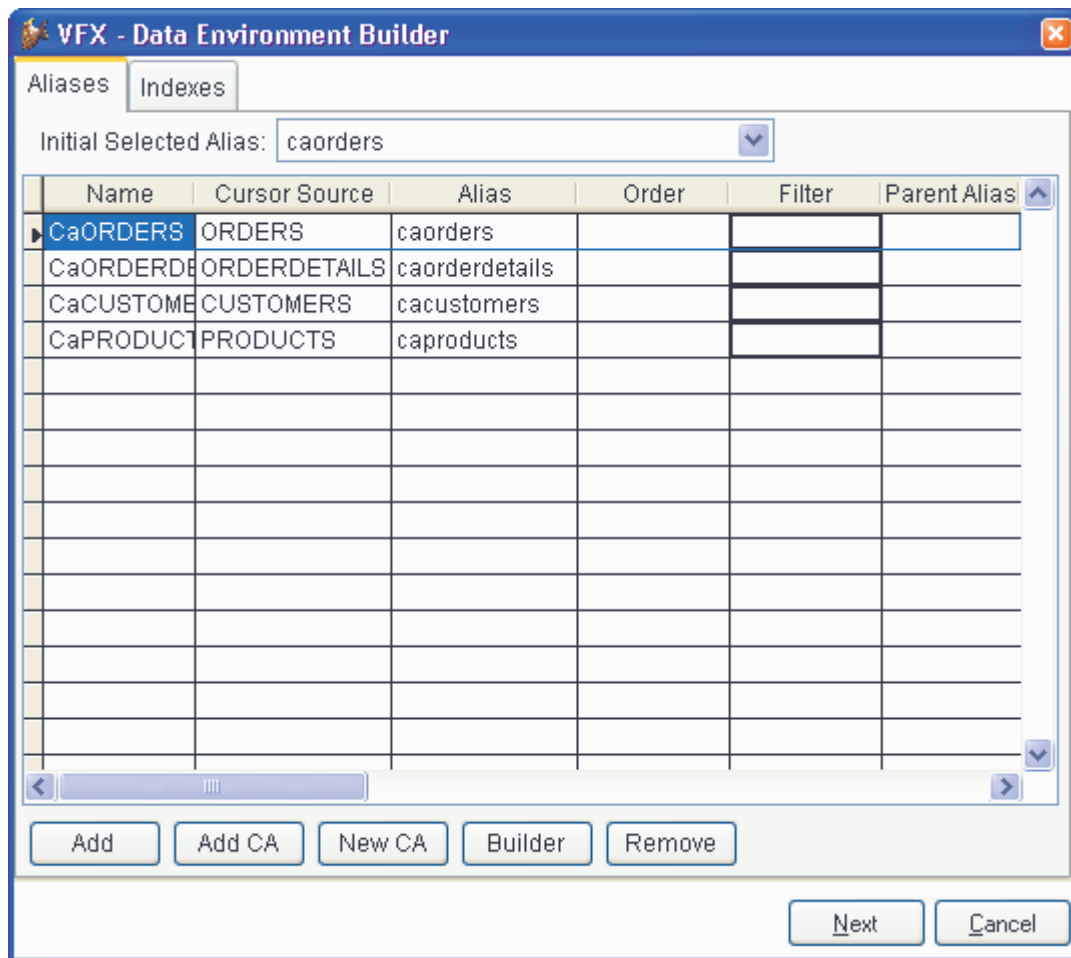 VFX - Data Environment Builder
Aliases Indexes
Initial Selected Alias: caorders
Name Cursor Source Alias Order Filter Parent Alias
CaORDERS ORDERS caorders
CaORDERDE ORDERDETAILS caorderdetails
CaCUSTOME CUSTOMERS cacustomers
CaPRODUCT PRODUCTS caproducts
Add Add CA New CA Builder Remove
Next Cancel